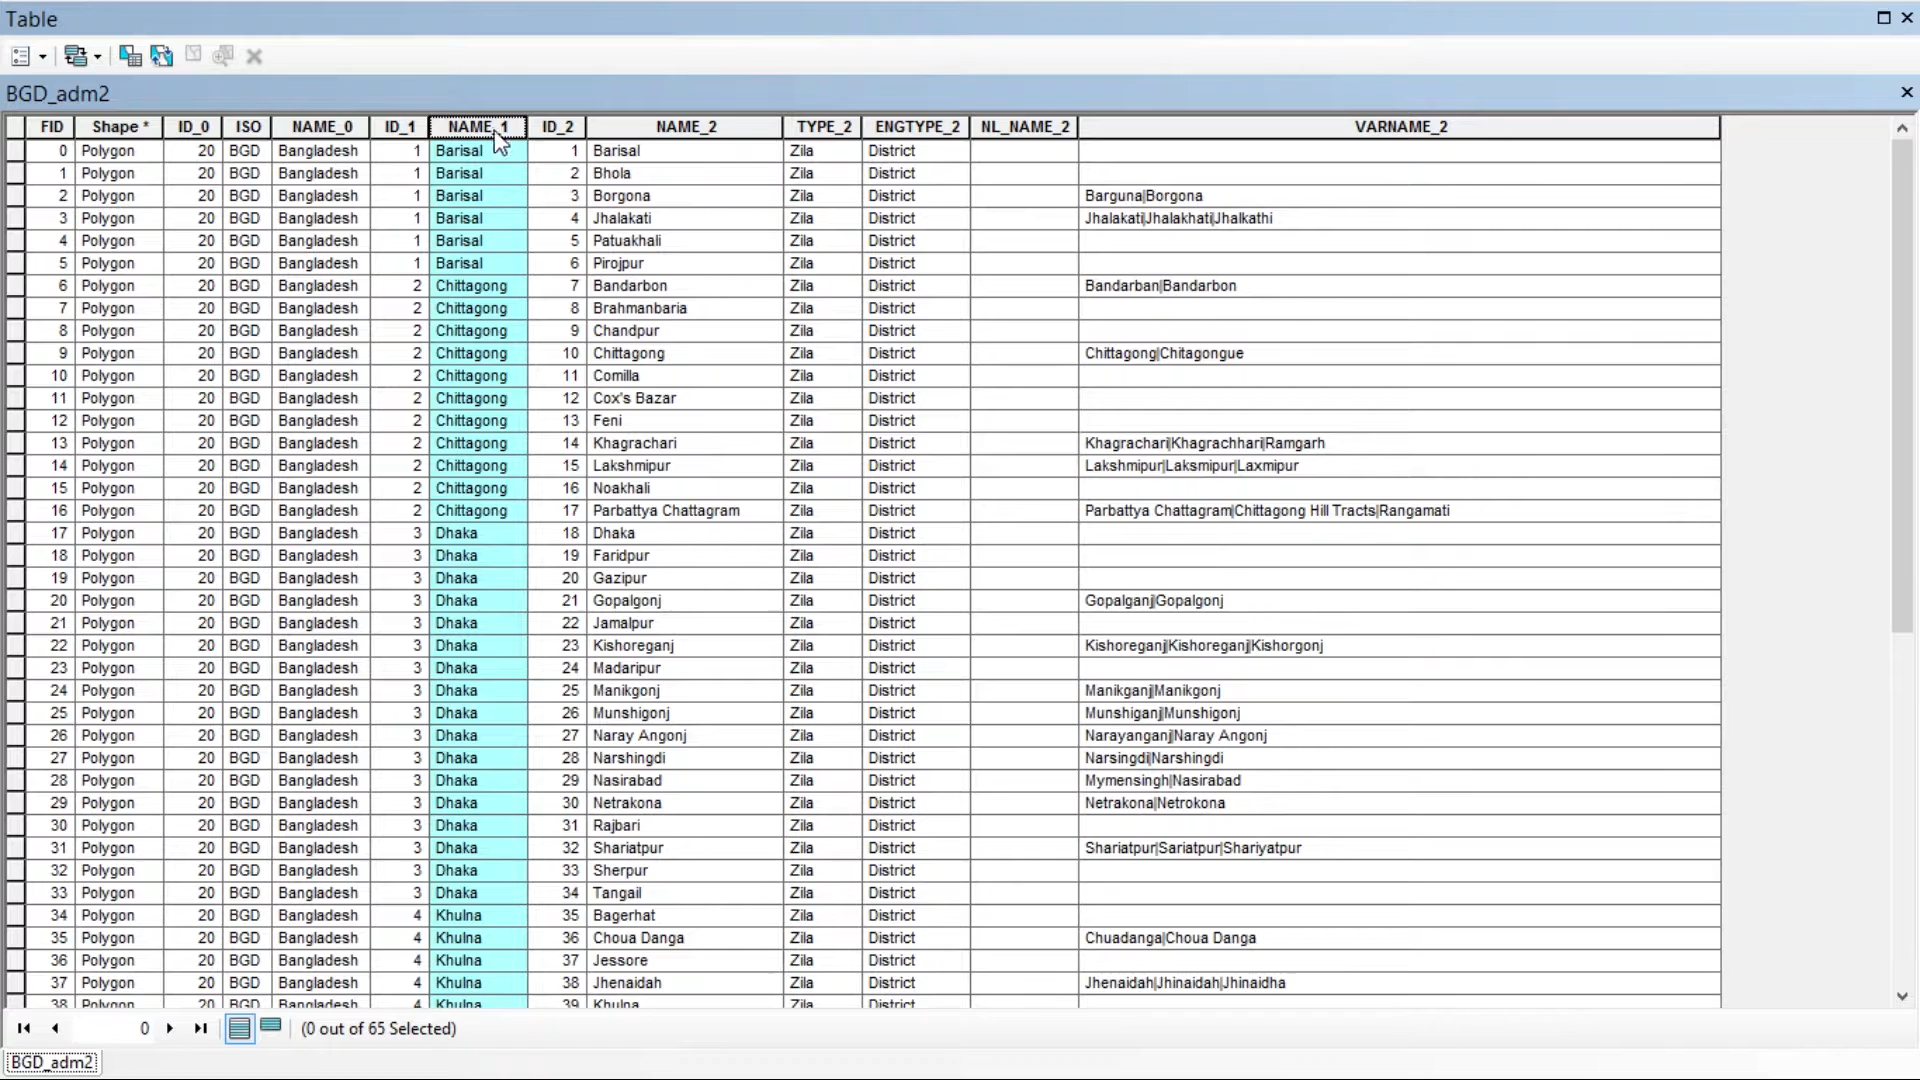 Table
BGD_adm2
FID Shape * ID_0 ISO NAME_0 ID_1 NAME_1 ID_2 NAME_2 TYPE_2 ENGTYPE_2 NL_NAME_2 VARNAME_2
0 Polygon 20 BGD Bangladesh 1 Barisal 1 Barisal Zila District
1 Polygon 20 BGD Bangladesh 1 Barisal 2 Bhola Zila District
2 Polygon 20 BGD Bangladesh 1 Barisal 3 Borgona Zila District Barguna|Borgona
3 Polygon 20 BGD Bangladesh 1 Barisal 4 Jhalakati Zila District Jhalakati|Jhalakhati|Jhalkathi
4 Polygon 20 BGD Bangladesh 1 Barisal 5 Patuakhali Zila District
5 Polygon 20 BGD Bangladesh 1 Barisal 6 Pirojpur Zila District
6 Polygon 20 BGD Bangladesh 2 Chittagong 7 Bandarbon Zila District Bandarban|Bandarbon
7 Polygon 20 BGD Bangladesh 2 Chittagong 8 Brahmanbaria Zila District
8 Polygon 20 BGD Bangladesh 2 Chittagong 9 Chandpur Zila District
9 Polygon 20 BGD Bangladesh 2 Chittagong 10 Chittagong Zila District Chittagong|Chitagongue
10 Polygon 20 BGD Bangladesh 2 Chittagong 11 Comilla Zila District
11 Polygon 20 BGD Bangladesh 2 Chittagong 12 Cox's Bazar Zila District
12 Polygon 20 BGD Bangladesh 2 Chittagong 13 Feni Zila District
13 Polygon 20 BGD Bangladesh 2 Chittagong 14 Khagrachari Zila District Khagrachari|Khagrachhari|Ramgarh
14 Polygon 20 BGD Bangladesh 2 Chittagong 15 Lakshmipur Zila District Lakshmipur|Laksmipur|Laxmipur
15 Polygon 20 BGD Bangladesh 2 Chittagong 16 Noakhali Zila District
16 Polygon 20 BGD Bangladesh 2 Chittagong 17 Parbattya Chattagram Zila District Parbattya Chattagram|Chittagong Hill Tracts|Rangamati
17 Polygon 20 BGD Bangladesh 3 Dhaka 18 Dhaka Zila District
18 Polygon 20 BGD Bangladesh 3 Dhaka 19 Faridpur Zila District
19 Polygon 20 BGD Bangladesh 3 Dhaka 20 Gazipur Zila District
20 Polygon 20 BGD Bangladesh 3 Dhaka 21 Gopalgonj Zila District Gopalganj|Gopalgonj
21 Polygon 20 BGD Bangladesh 3 Dhaka 22 Jamalpur Zila District
22 Polygon 20 BGD Bangladesh 3 Dhaka 23 Kishoreganj Zila District Kishoreganj|Kishoreganj|Kishorgonj
23 Polygon 20 BGD Bangladesh 3 Dhaka 24 Madaripur Zila District
24 Polygon 20 BGD Bangladesh 3 Dhaka 25 Manikgonj Zila District Manikganj|Manikgonj
25 Polygon 20 BGD Bangladesh 3 Dhaka 26 Munshigonj Zila District Munshiganj|Munshigonj
26 Polygon 20 BGD Bangladesh 3 Dhaka 27 Naray Angonj Zila District Narayanganj|Naray Angonj
27 Polygon 20 BGD Bangladesh 3 Dhaka 28 Narshingdi Zila District Narsingdi|Narshingdi
28 Polygon 20 BGD Bangladesh 3 Dhaka 29 Nasirabad Zila District Mymensingh|Nasirabad
29 Polygon 20 BGD Bangladesh 3 Dhaka 30 Netrakona Zila District Netrakona|Netrokona
30 Polygon 20 BGD Bangladesh 3 Dhaka 31 Rajbari Zila District
31 Polygon 20 BGD Bangladesh 3 Dhaka 32 Shariatpur Zila District Shariatpur|Sariatpur|Shariyatpur
32 Polygon 20 BGD Bangladesh 3 Dhaka 33 Sherpur Zila District
33 Polygon 20 BGD Bangladesh 3 Dhaka 34 Tangail Zila District
34 Polygon 20 BGD Bangladesh 4 Khulna 35 Bagerhat Zila District
35 Polygon 20 BGD Bangladesh 4 Khulna 36 Choua Danga Zila District Chuadanga|Choua Danga
36 Polygon 20 BGD Bangladesh 4 Khulna 37 Jessore Zila District
37 Polygon 20 BGD Bangladesh 4 Khulna 38 Jhenaidah Zila District Jhenaidah|Jhinaidah|Jhinaidha
38 Polygon 20 BGD Bangladesh 4 Khulna 39 Khulna Zila District
0 (0 out of 65 Selected)
BGD_adm2